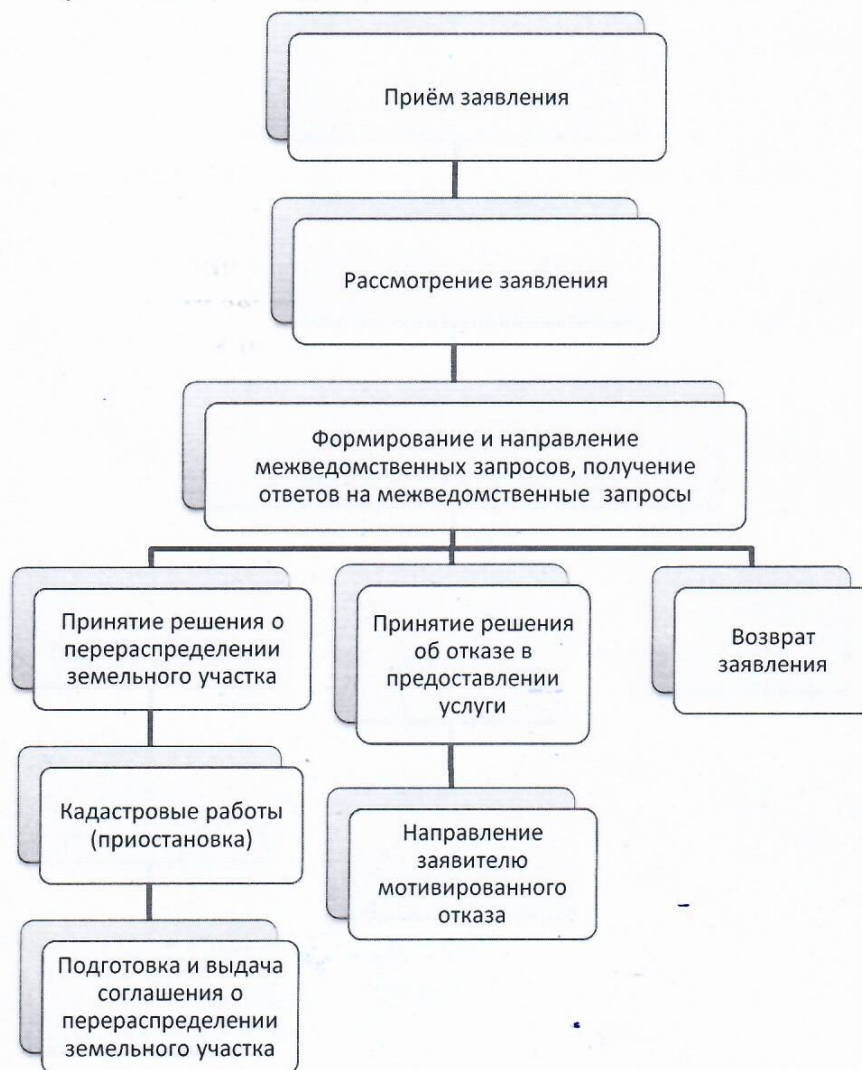 Приём заявления
Рассмотрение заявления
Формирование и направление
межведомственных запросов, получение
ответов на межведомственные запросы
Принятие решения о
перераспределении
земельного участка
Принятие решения
об отказе в
предоставлении
услуги
Возврат
заявления
Кадастровые работы
(приостановка)
Направление
заявителю
мотивированного
отказа
Подготовка и выдача
соглашения о
перераспределении
земельного участка